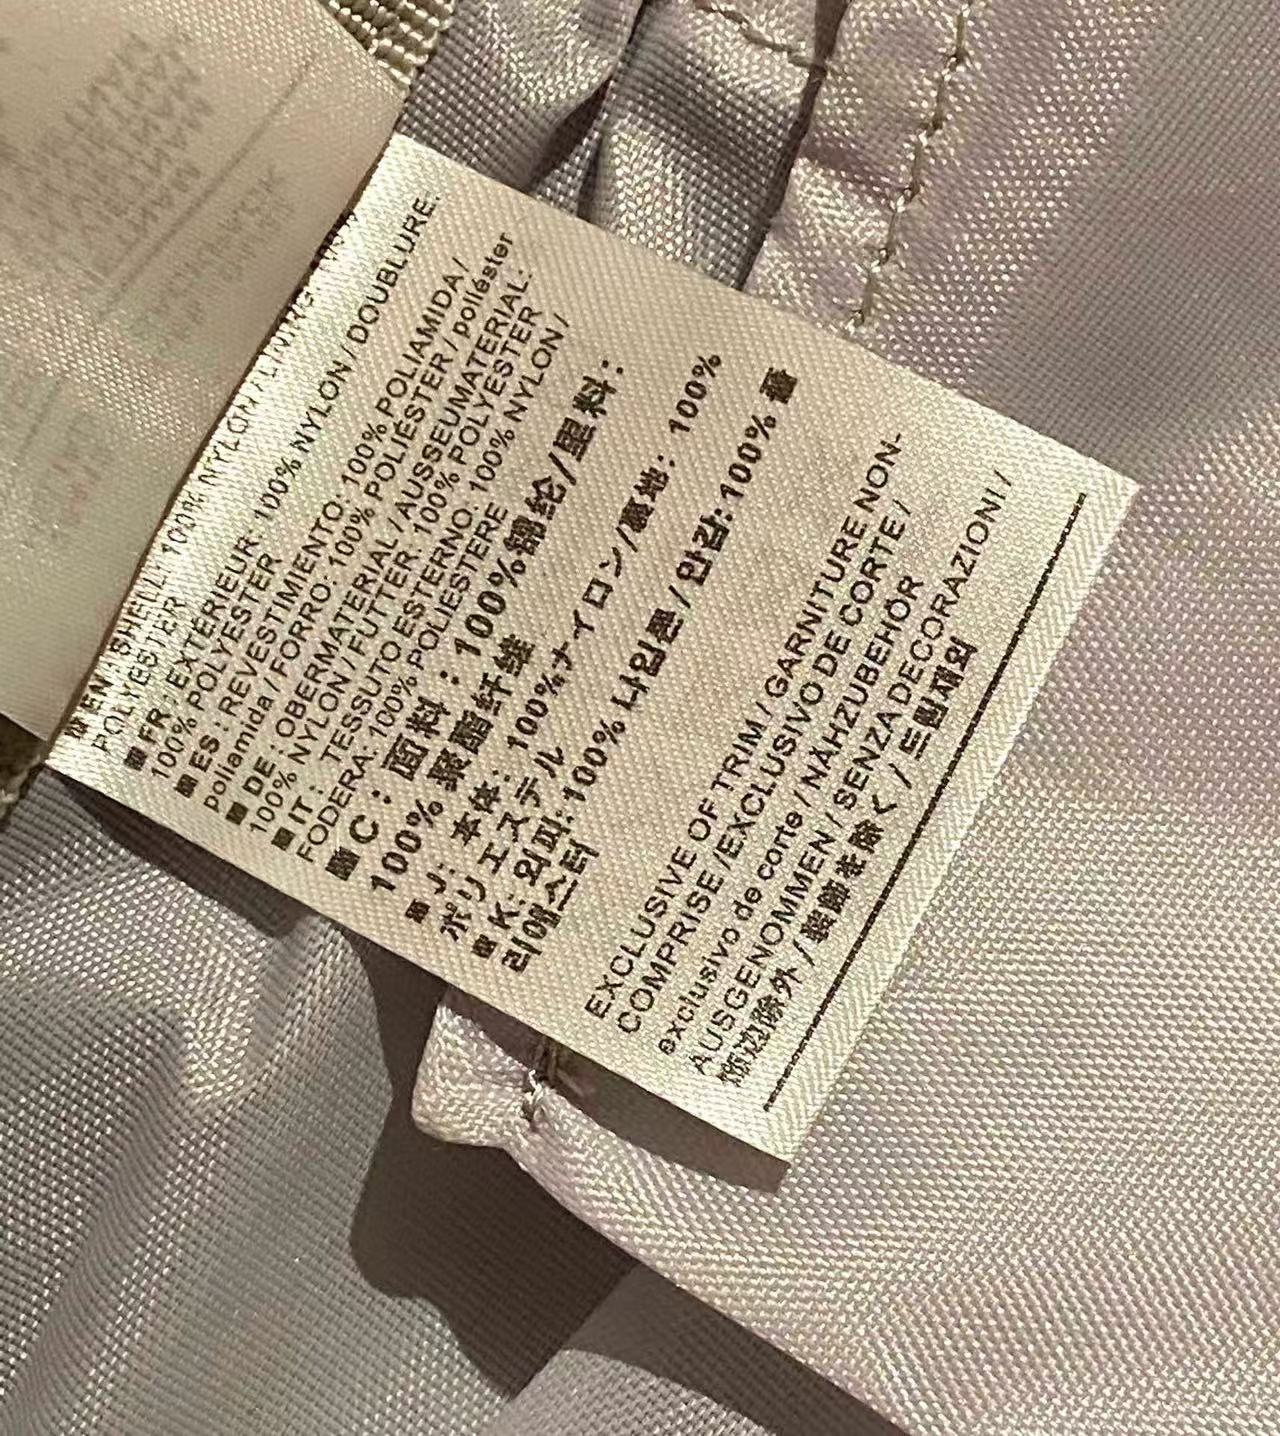 EN : SHELL: 100% NYLON / LINING: 100%
POLYESTER
FR : EXTÉRIEUR: 100% NYLON / DOUBLURE:
100% POLYESTER
ES : REVESTIMIENTO: 100% POLIAMIDA /
poliamida / FORRO: 100% POLIÉSTER / poliéster
DE : OBERMATERIAL / AUSSEUMATERIAL:
100% NYLON / FUTTER: 100% POLYESTER
IT : TESSUTO ESTERNO: 100% NYLON /
FODERA: 100% POLIESTERE
C : 面料 : 100%锦纶/里料 :
100% 聚酯纤维
J: 本体: 100%ナイロン/裏地: 100%
ポリ エステル
K: 외피:100% 나일론 / 안감:100% 폴
리에스터
EXCLUSIVE OF TRIM / GARNITURE NON-
COMPRISE /EXCLUSIVO DE CORTE /
exclusivo de corte / NÄHZUBEHÖR
AUSGENOMMEN / SENZA DECORAZIONI /
饰边除外 / 装飾を除く / 트림제외